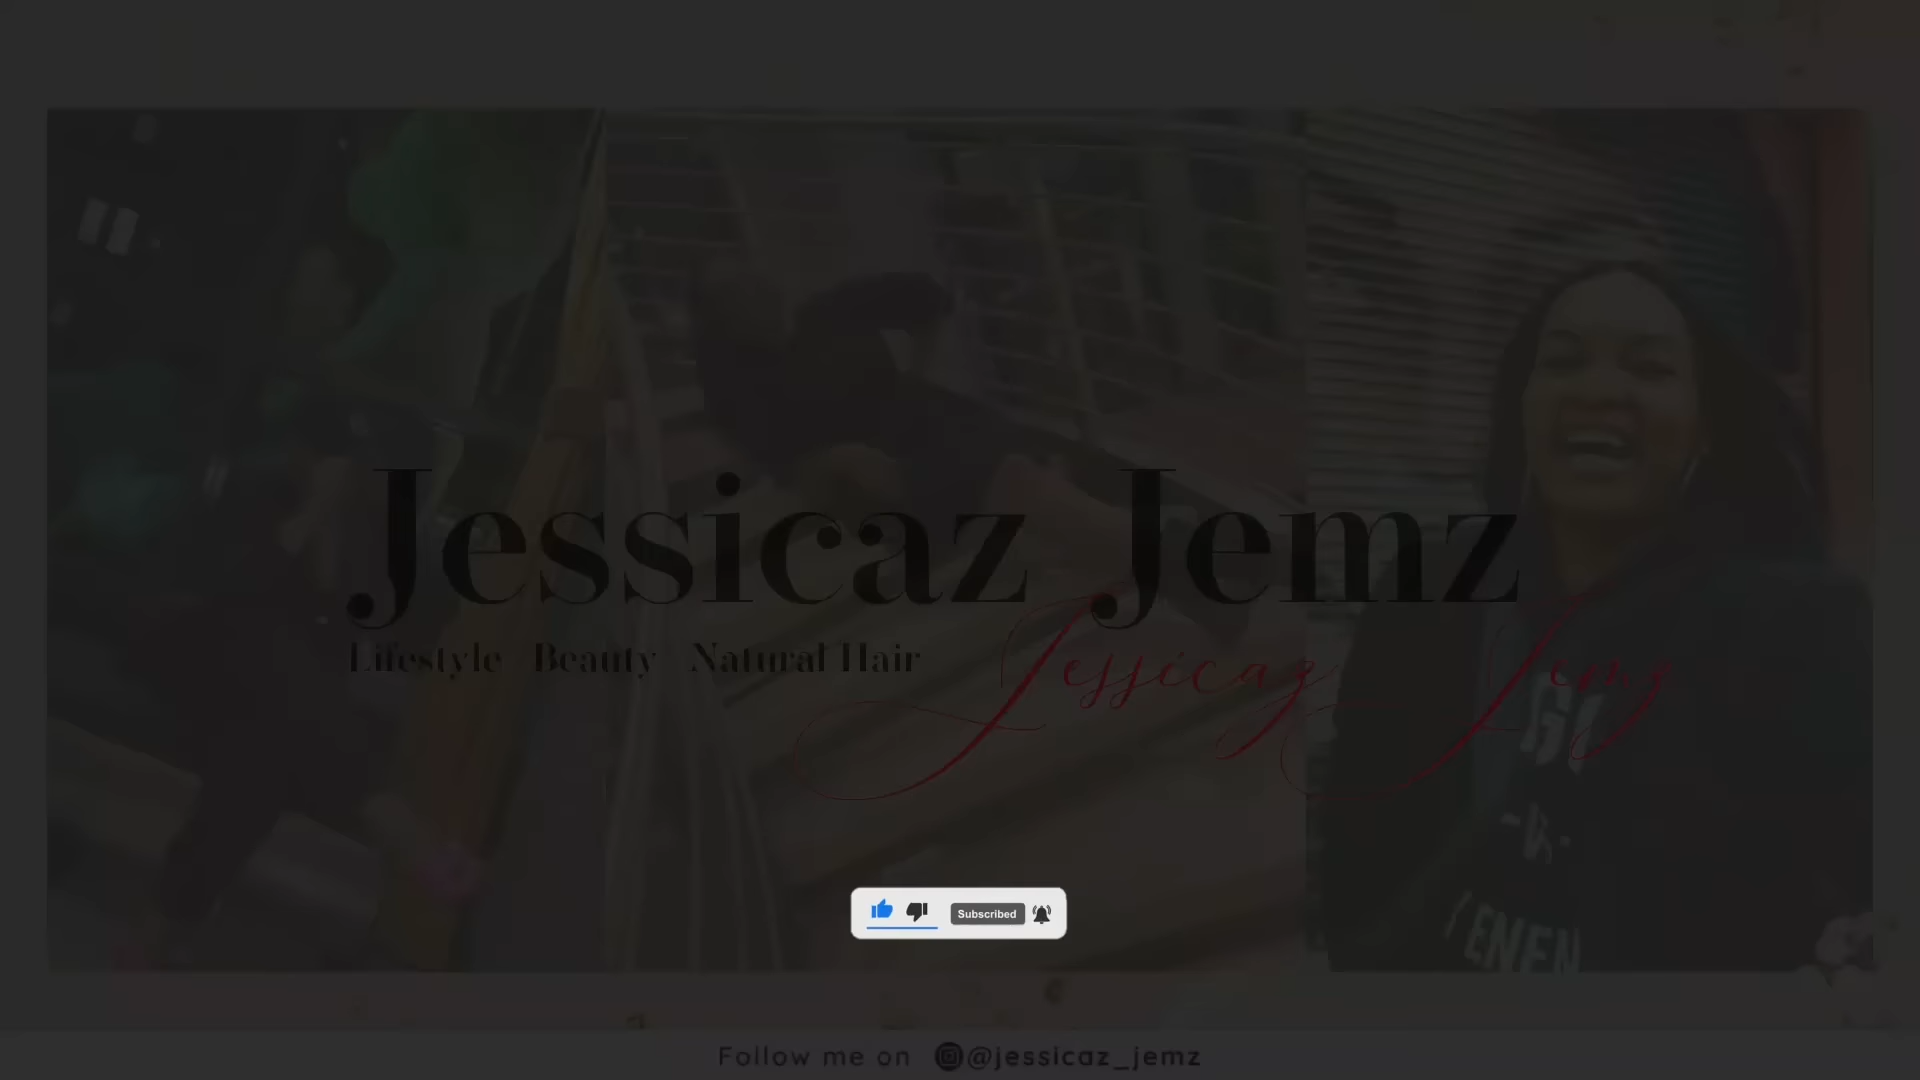 Jessicaz Jemz
Lifestyle Beauty Natural Hair
Jessicaz Jemz
Subscribed
Follow me on @jessicaz_jemz